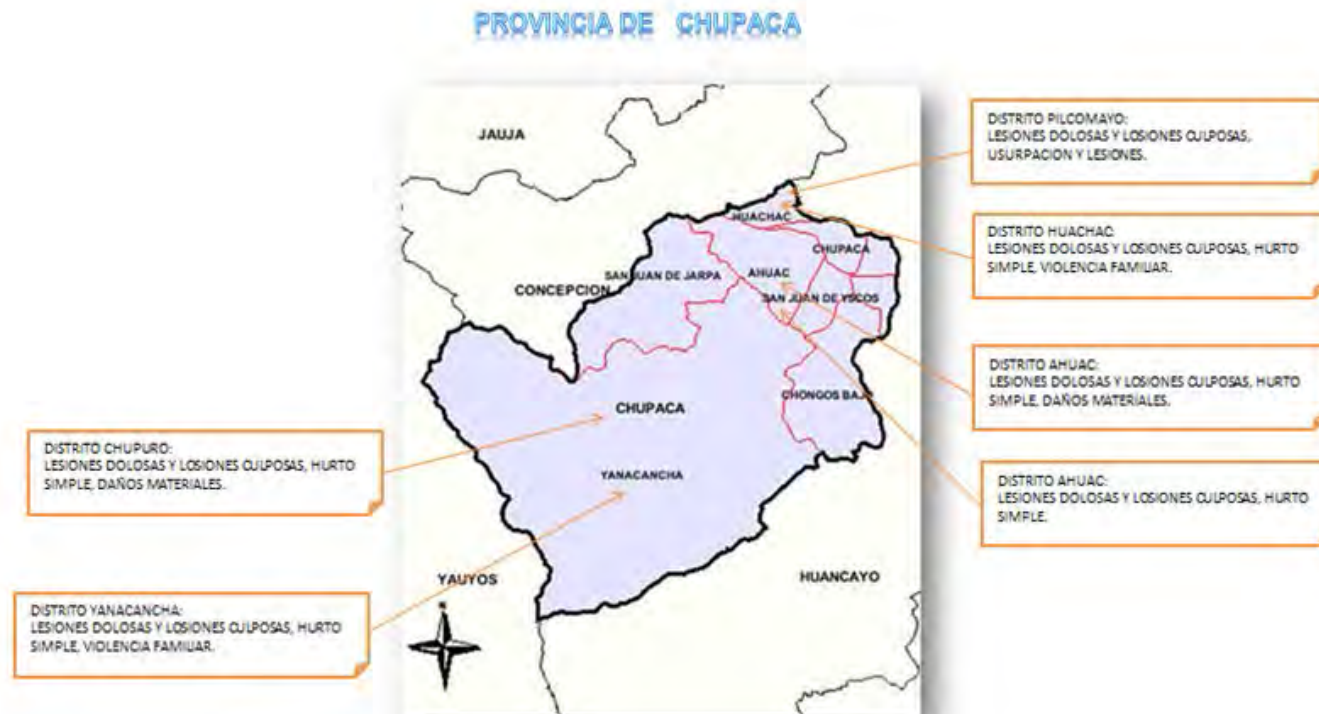 PROVINCIA DE CHUPACA
JAUJA
CONCEPCION
SAN JUAN DE JARPA
HUACHAC
CHUPACA
AHUAC
SAN JUAN DE YSCOS
CHONGOS BAJO
CHUPACA
YANACANCHA
YAUYOS
HUANCAYO
N
DISTRITO PILCOMAYO:
LESIONES DOLOSAS Y LOSIONES CULPOSAS,
USURPACION Y LESIONES.
DISTRITO HUACHAC:
LESIONES DOLOSAS Y LOSIONES CULPOSAS, HURTO
SIMPLE, VIOLENCIA FAMILIAR.
DISTRITO AHUAC:
LESIONES DOLOSAS Y LOSIONES CULPOSAS, HURTO
SIMPLE, DAÑOS MATERIALES.
DISTRITO AHUAC:
LESIONES DOLOSAS Y LOSIONES CULPOSAS, HURTO
SIMPLE.
DISTRITO CHUPURO:
LESIONES DOLOSAS Y LOSIONES CULPOSAS, HURTO
SIMPLE, DAÑOS MATERIALES.
DISTRITO YANACANCHA:
LESIONES DOLOSAS Y LOSIONES CULPOSAS, HURTO
SIMPLE, VIOLENCIA FAMILIAR.